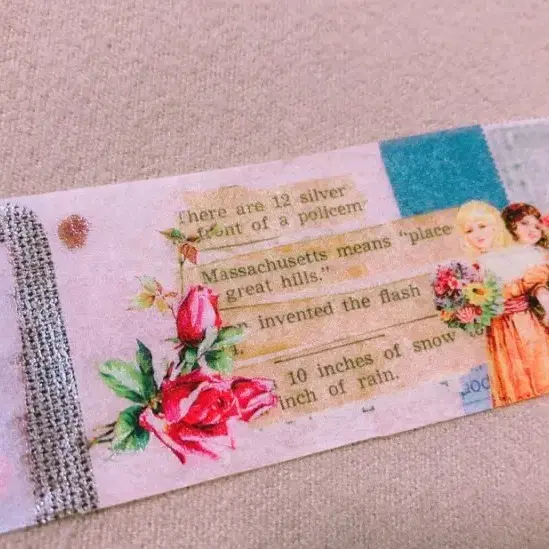 here are 12 silver
front of a policem
Massachusetts means "place
great hills."
n invented the flash
10 inches of snow
inch of rain.